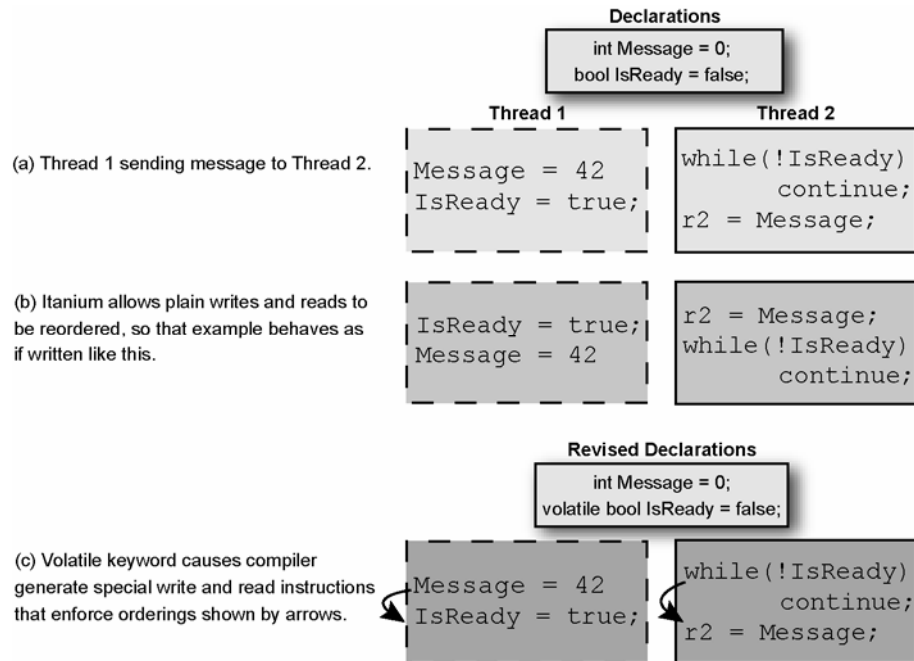 Declarations
int Message = 0;
bool IsReady = false;
Thread 1
Thread 2
(a) Thread 1 sending message to Thread 2.
Message = 42
IsReady = true;
while(!IsReady)
continue;
r2 = Message;
(b) Itanium allows plain writes and reads to
be reordered, so that example behaves as
if written like this.
IsReady = true;
Message = 42
r2 = Message;
while(!IsReady)
continue;
Revised Declarations
int Message = 0;
volatile bool IsReady = false;
(c) Volatile keyword causes compiler
generate special write and read instructions
that enforce orderings shown by arrows.
Message = 42
IsReady = true;
while(!IsReady)
continue;
r2 = Message;